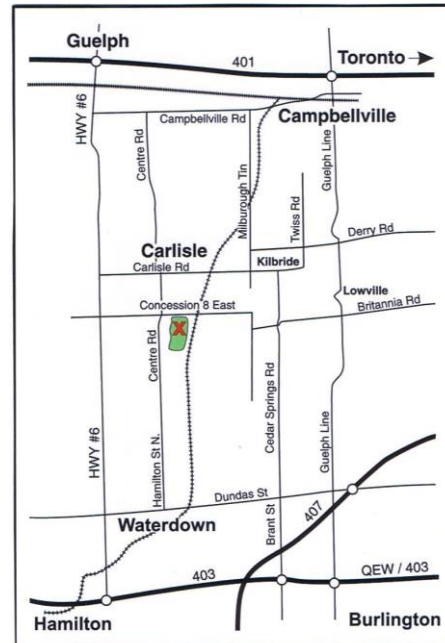 Guelph
401
Toronto
HWY #6
Campbellville Rd
Campbellville
Centre Rd
Milburough Tln
Guelph Line
Twiss Rd
Carlisle
Derry Rd
Kilbride
Carlisle Rd
Lowville
Concession 8 East
Britannia Rd
X
Centre Rd
Cedar Springs Rd
HWY #6
Hamilton St N.
Guelph Line
Dundas St
Waterdown
Brant St
407
403
QEW / 403
Hamilton
Burlington